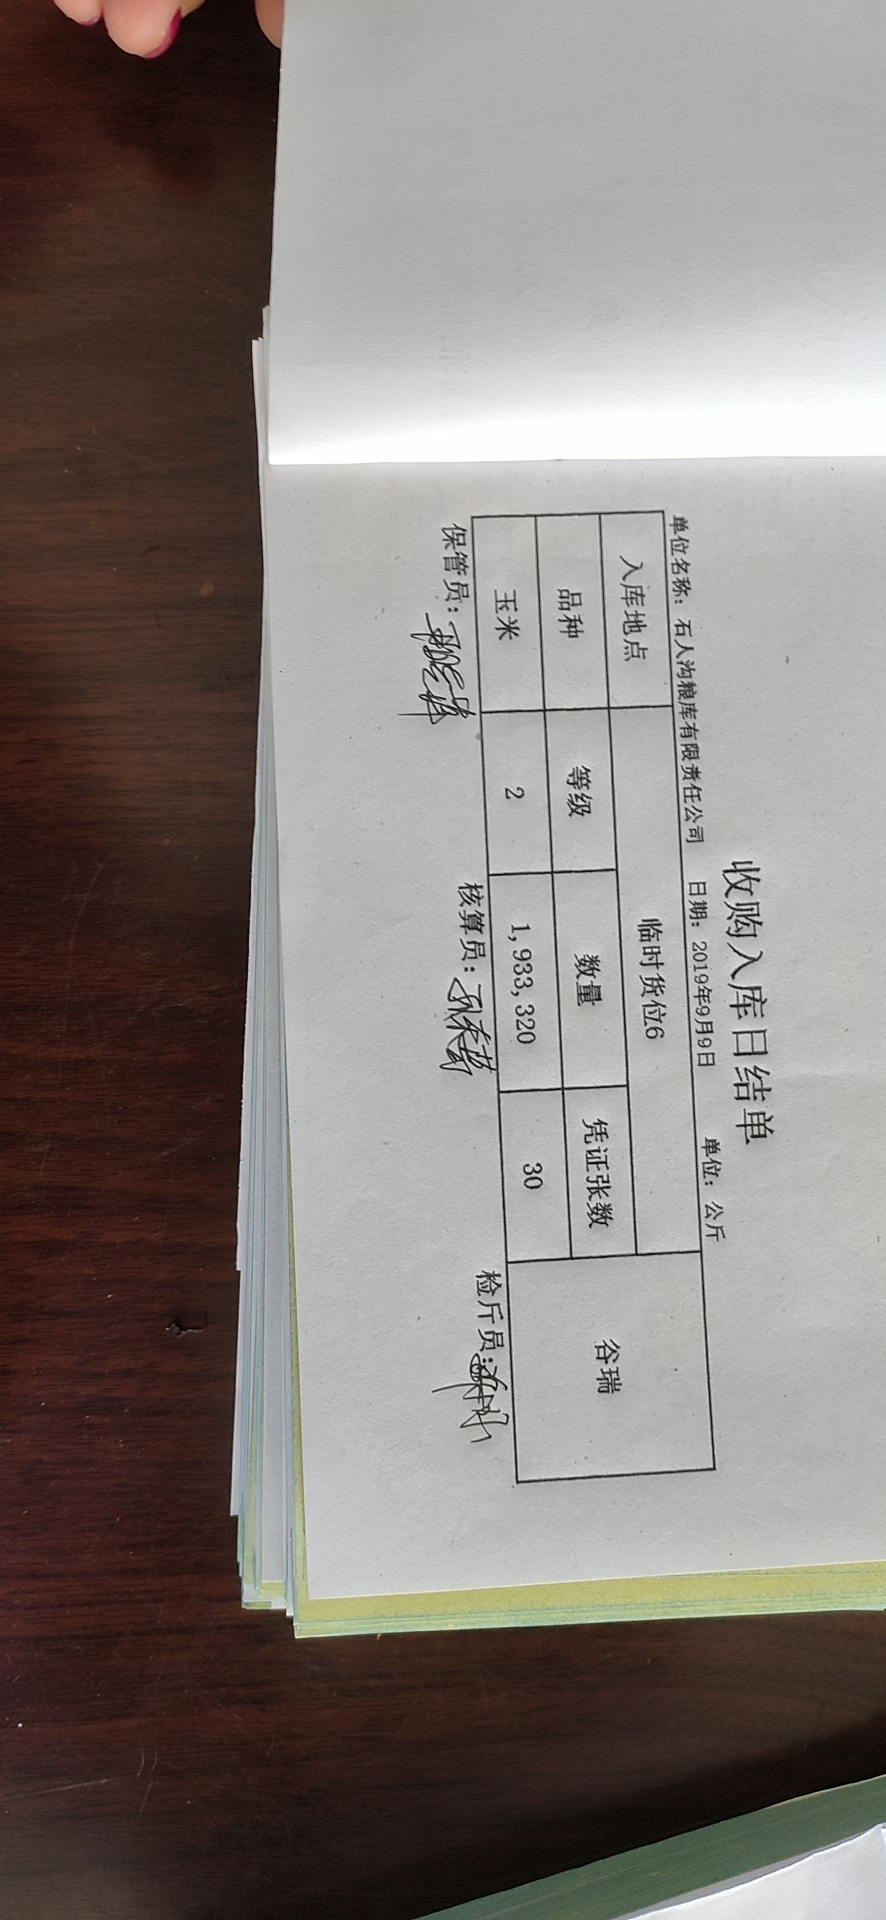 收购入库日结单
单位名称：石人沟粮库有限责任公司 日期：2019年9月9日 单位：公斤
入库地点 临时货位6 谷瑞
品种 等级 数量 凭证张数
玉米 2 1,933,320 30
保管员： 核算员： 检斤员：